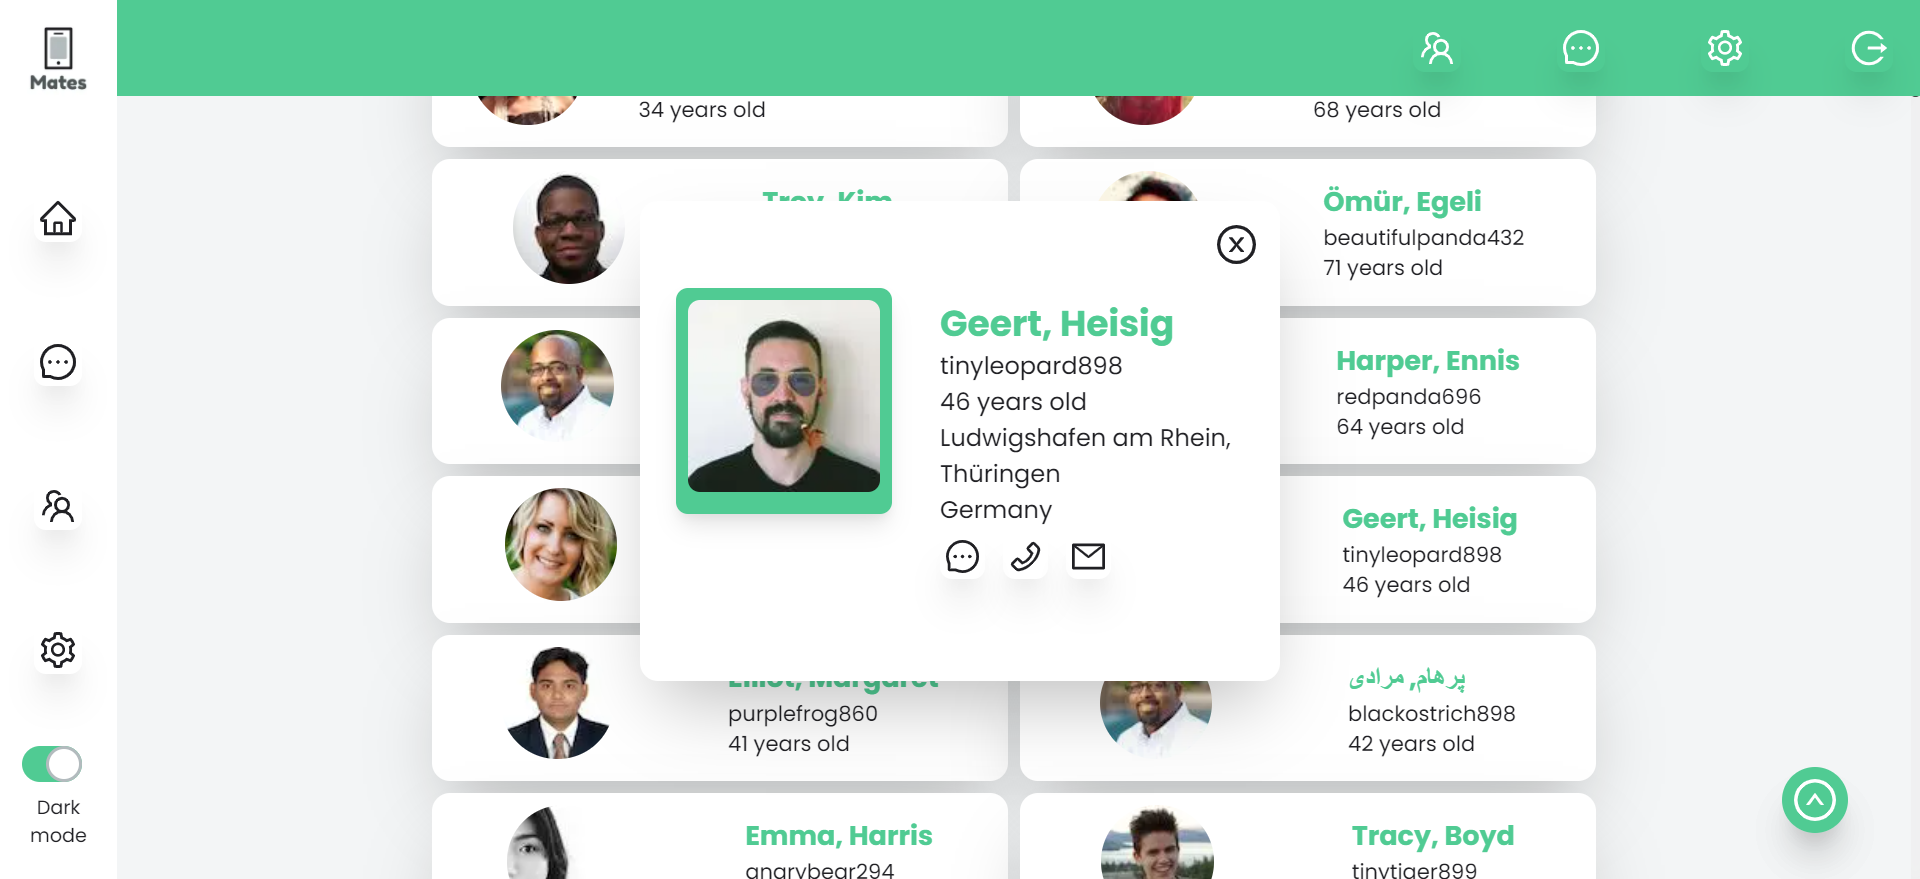 Mates
34 years old
68 years old
Troy, Kim
Ömür, Egeli
beautifulpanda432
71 years old
X
Geert, Heisig
tinyleopard898
46 years old
Ludwigshafen am Rhein,
Thüringen
Germany
Harper, Ennis
redpanda696
64 years old
Geert, Heisig
tinyleopard898
46 years old
Elliot, Margaret
purplefrog860
41 years old
پرهام, مرادی
blackostrich898
42 years old
Dark
mode
Emma, Harris
angrybear294
Tracy, Boyd
tinytiger899